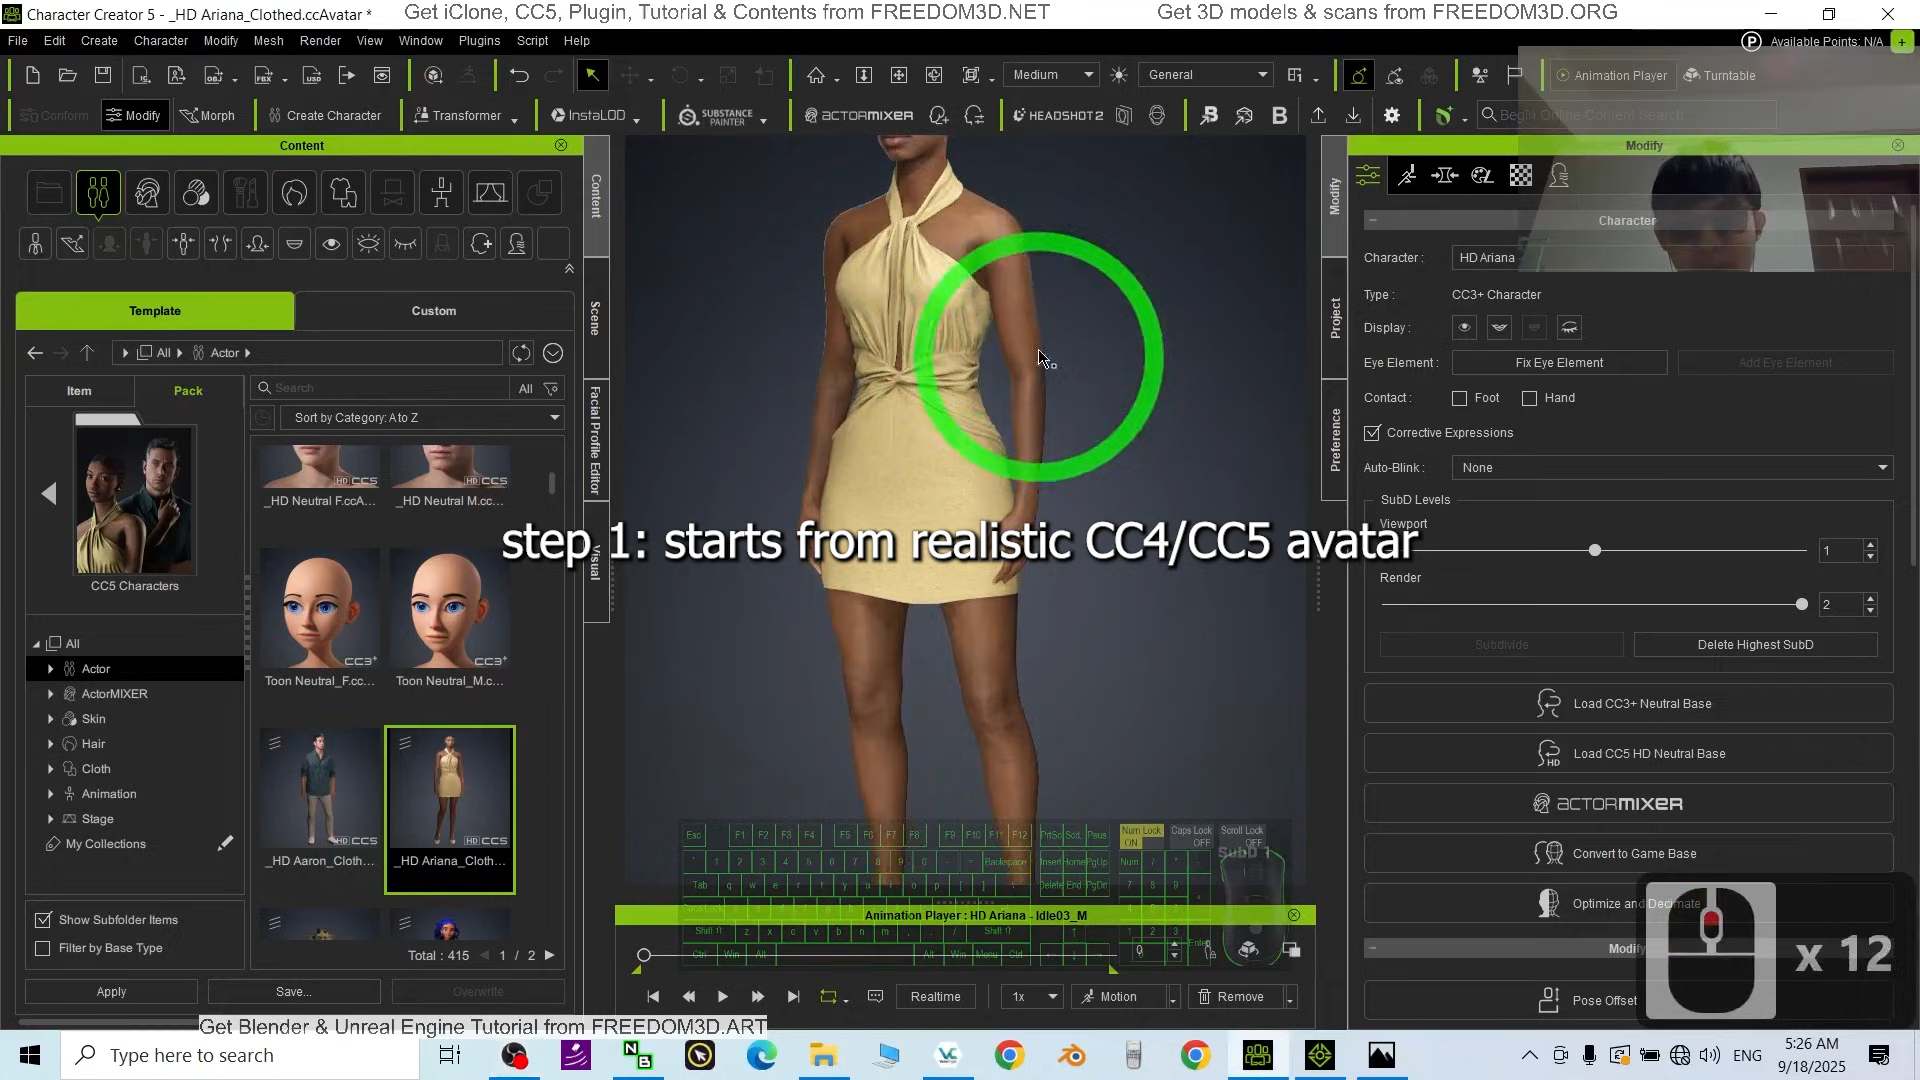 Character Creator 5 - _HD Ariana_Clothed.ccAvatar *
Get iClone, CC5, Plugin, Tutorial & Contents from FREEDOM3D.NET
Get 3D models & scans from FREEDOM3D.ORG
File Edit Create Character Modify Mesh Render View Window Plugins Script Help
Available Points: N/A
Medium
General
Animation Player
Turntable
Conform
Modify
Morph
Create Character
Transformer
InstaLOD
SUBSTANCE PAINTER
ACTORMIXER
HEADSHOT 2
Begin Online Content Search
Content
Template
Custom
All
Actor
Item
Pack
Search
All
Sort by Category: A to Z
CC5 Characters
_HD Neutral F.ccA...
_HD Neutral M.cc...
Toon Neutral_F.cc...
Toon Neutral_M.c...
_HD Aaron_Cloth...
_HD Ariana_Cloth...
All
Actor
ActorMIXER
Skin
Hair
Cloth
Animation
Stage
My Collections
Show Subfolder Items
Filter by Base Type
Total : 415
1 / 2
Apply
Save...
Overwrite
Content
Scene
Facial Profile Editor
Visual
step 1: starts from realistic CC4/CC5 avatar
SubD 1
Animation Player : HD Ariana - Idle03_M
0
Realtime
1x
Motion
Remove
Modify
Project
Preference
Modify
Character
Character :
HD Ariana
Type :
CC3+ Character
Display :
Eye Element :
Fix Eye Element
Add Eye Element
Contact :
Foot
Hand
Corrective Expressions
Auto-Blink :
None
SubD Levels
Viewport
1
Render
2
Subdivide
Delete Highest SubD
Load CC3+ Neutral Base
Load CC5 HD Neutral Base
ACTORMIXER
Convert to Game Base
Optimize and Decimate
Modify
Pose Offset
x 12
Get Blender & Unreal Engine Tutorial from FREEDOM3D.ART
Type here to search
ENG
5:26 AM
9/18/2025